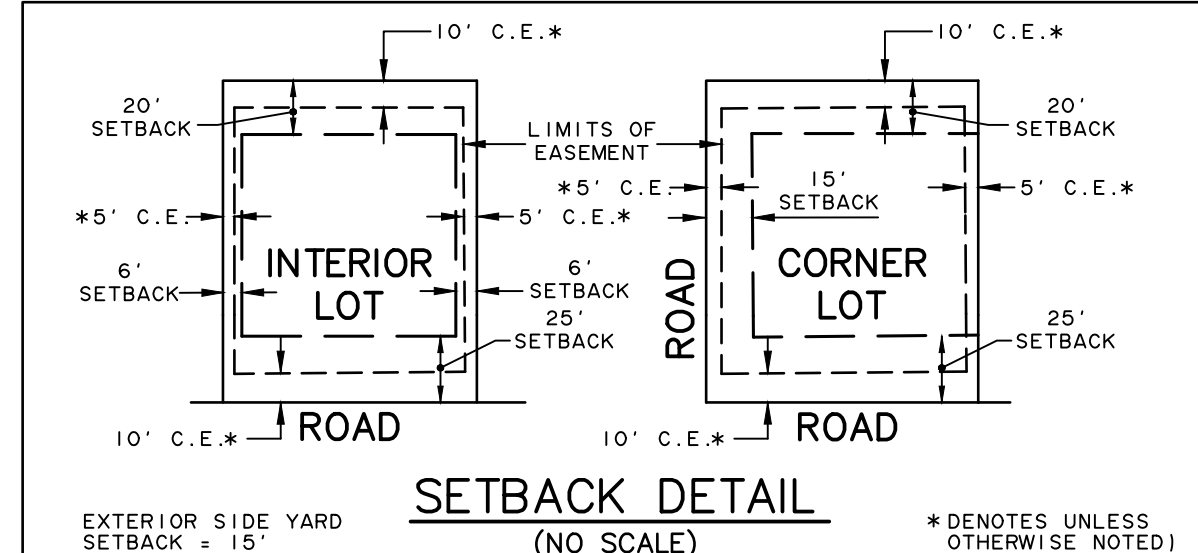 10' C.E.*
10' C.E.*
20'
SETBACK
LIMITS OF
EASEMENT
20'
SETBACK
*5' C.E.
5' C.E.*
*5' C.E.
15'
SETBACK
5' C.E.*
INTERIOR
LOT
6'
SETBACK
6'
SETBACK
25'
SETBACK
ROAD
CORNER
LOT
25'
SETBACK
10' C.E.*
ROAD
10' C.E.*
ROAD
SETBACK DETAIL
(NO SCALE)
EXTERIOR SIDE YARD
SETBACK = 15'
* DENOTES UNLESS
OTHERWISE NOTED)